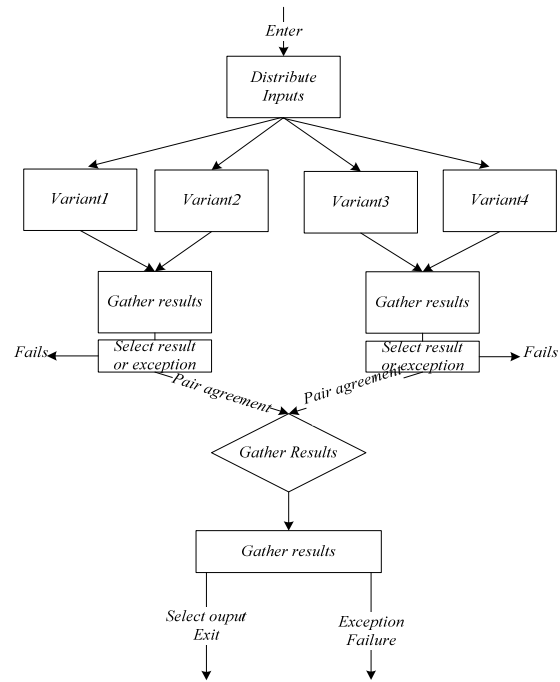 Enter
Distribute
Inputs
Variant1
Variant2
Variant3
Variant4
Gather results
Gather results
Fails
Select result
or exception
Select result
or exception
Fails
Pair agreement
Pair agreement
Gather Results
Gather results
Select ouput
Exit
Exception
Failure